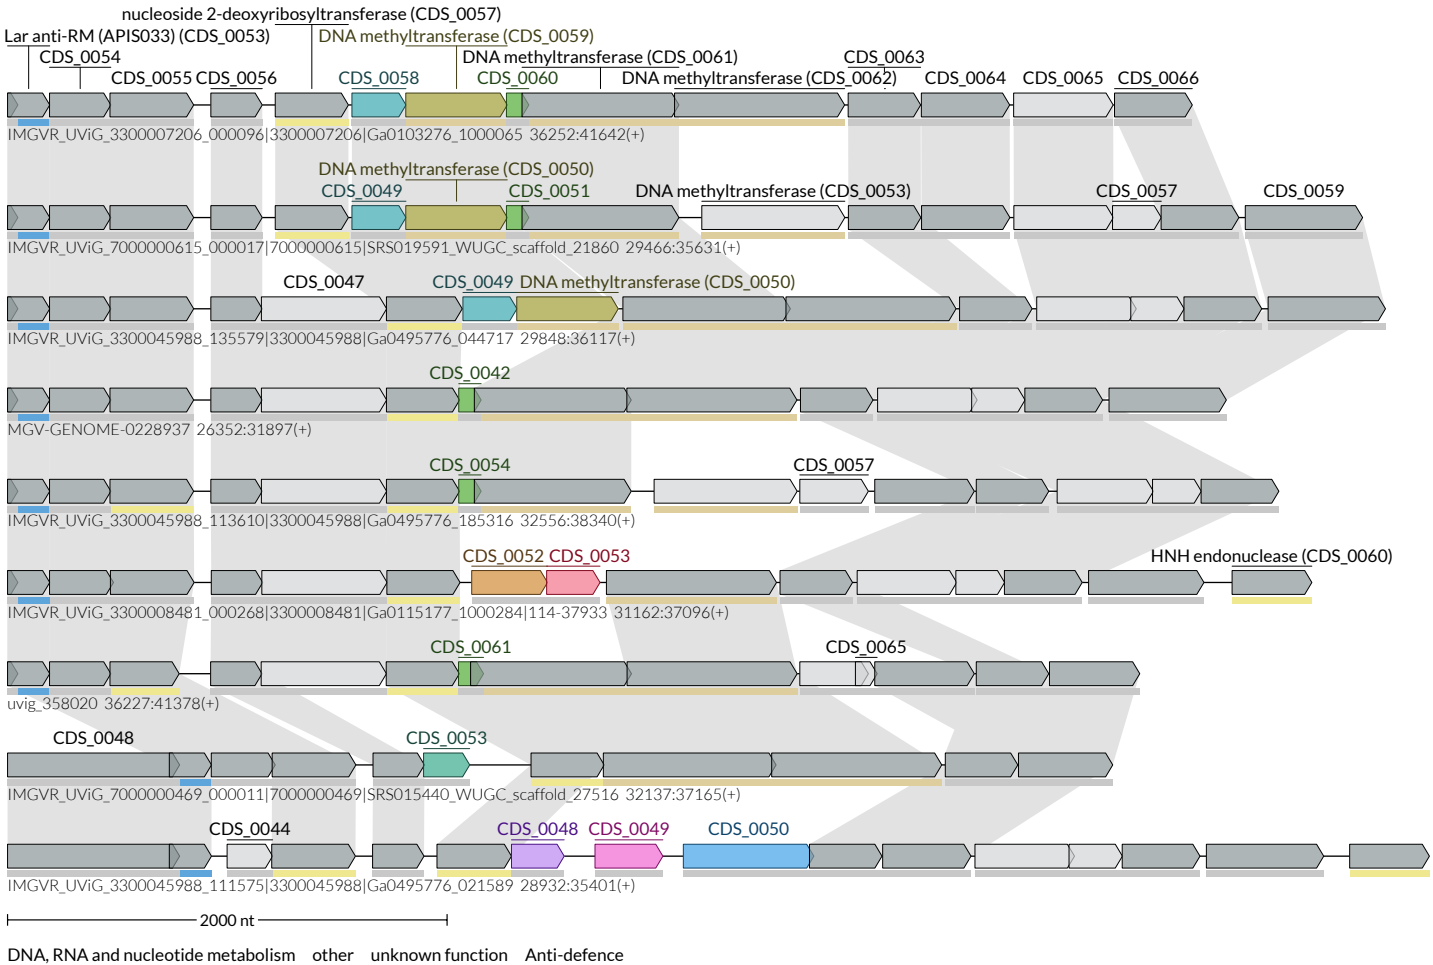 nucleoside 2-deoxyribosyltransferase (CDS_0057)
Lar anti-RM (APIS033) (CDS_0053) DNA methyltransferase (CDS_0059)
CDS_0054 DNA methyltransferase (CDS_0061) CDS_0063
CDS_0055 CDS_0056 CDS_0058 CDS_0060 DNA methyltransferase (CDS_0062) CDS_0064 CDS_0065 CDS_0066
IMGVR_UViG_3300007206_000096|3300007206|Ga0103276_1000065 36252:41642(+)
DNA methyltransferase (CDS_0050)
CDS_0049 CDS_0051 DNA methyltransferase (CDS_0053) CDS_0057 CDS_0059
IMGVR_UViG_7000000615_000017|7000000615|SRS019591_WUGC_scaffold_21860 29466:35631(+)
CDS_0047 CDS_0049 DNA methyltransferase (CDS_0050)
IMGVR_UViG_3300045988_135579|3300045988|Ga0495776_044717 29848:36117(+)
CDS_0042
MGV-GENOME-0228937 26352:31897(+)
CDS_0054 CDS_0057
IMGVR_UViG_3300045988_113610|3300045988|Ga0495776_185316 32556:38340(+)
CDS_0052 CDS_0053 HNH endonuclease (CDS_0060)
IMGVR_UViG_3300008481_000268|3300008481|Ga0115177_1000284|114-37933 31162:37096(+)
CDS_0061 CDS_0065
uvig_358020 36227:41378(+)
CDS_0048 CDS_0053
IMGVR_UViG_7000000469_000011|7000000469|SRS015440_WUGC_scaffold_27516 32137:37165(+)
CDS_0044 CDS_0048 CDS_0049 CDS_0050
IMGVR_UViG_3300045988_111575|3300045988|Ga0495776_021589 28932:35401(+)
2000 nt
DNA, RNA and nucleotide metabolism other unknown function Anti-defence